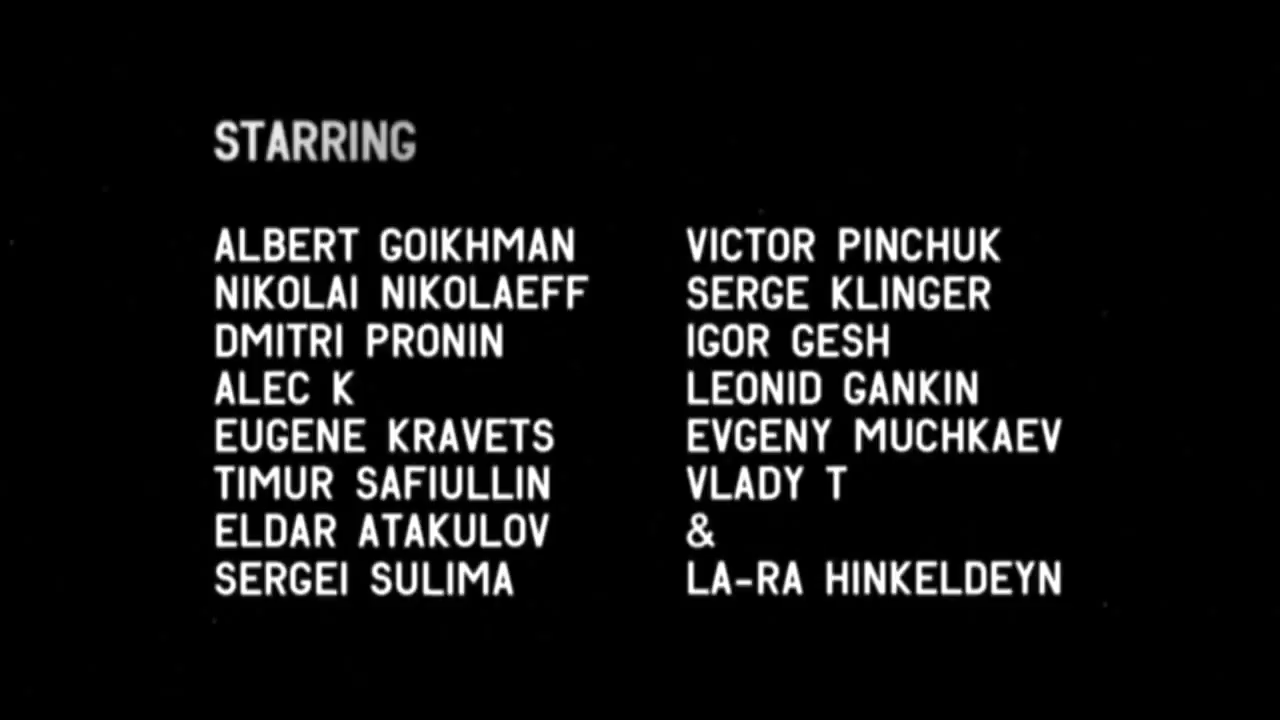 STARRING
ALBERT GOIKHMAN
NIKOLAI NIKOLAEFF
DMITRI PRONIN
ALEC K
EUGENE KRAVETS
TIMUR SAFIULLIN
ELDAR ATAKULOV
SERGEI SULIMA
VICTOR PINCHUK
SERGE KLINGER
IGOR GESH
LEONID GANKIN
EVGENY MUCHKAEV
VLADY T
&
LA-RA HINKELDEYN